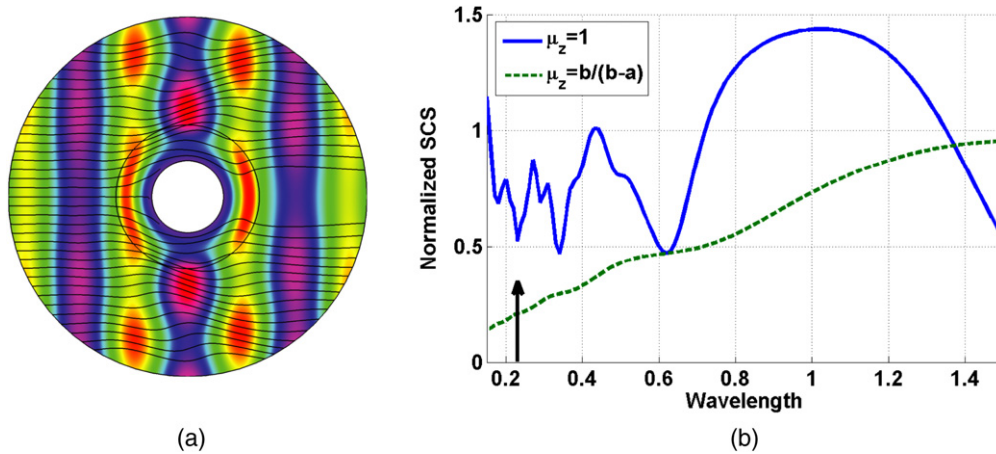 1.5
1
0.5
0
Normalized SCS
μz=1
μz=b/(b-a)
0.2 0.4 0.6 0.8 1 1.2 1.4
Wavelength
(a) (b)